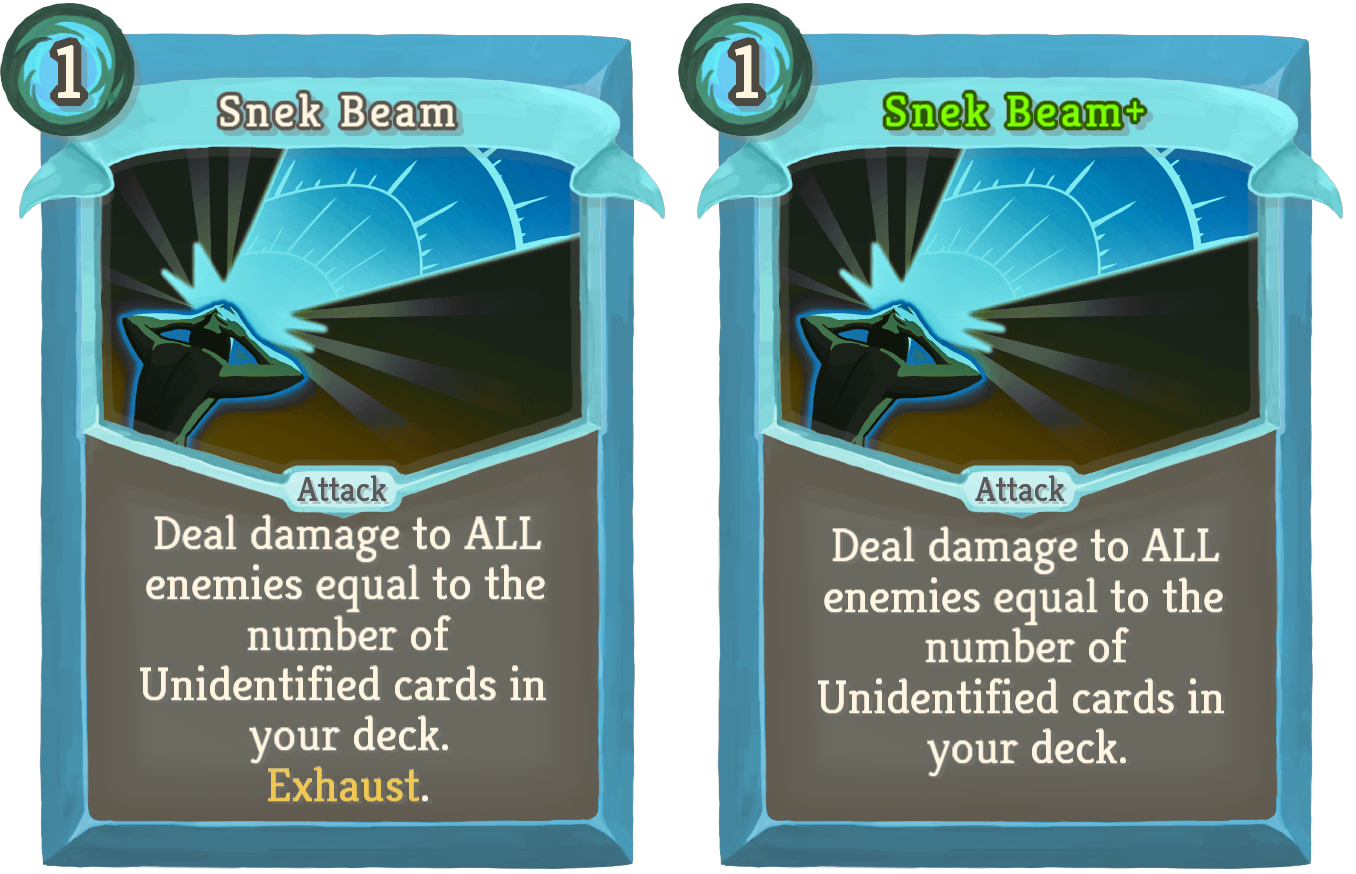 1
Snek Beam
Attack
Deal damage to ALL
enemies equal to the
number of
Unidentified cards in
your deck.
Exhaust.
1
Snek Beam+
Attack
Deal damage to ALL
enemies equal to the
number of
Unidentified cards in
your deck.